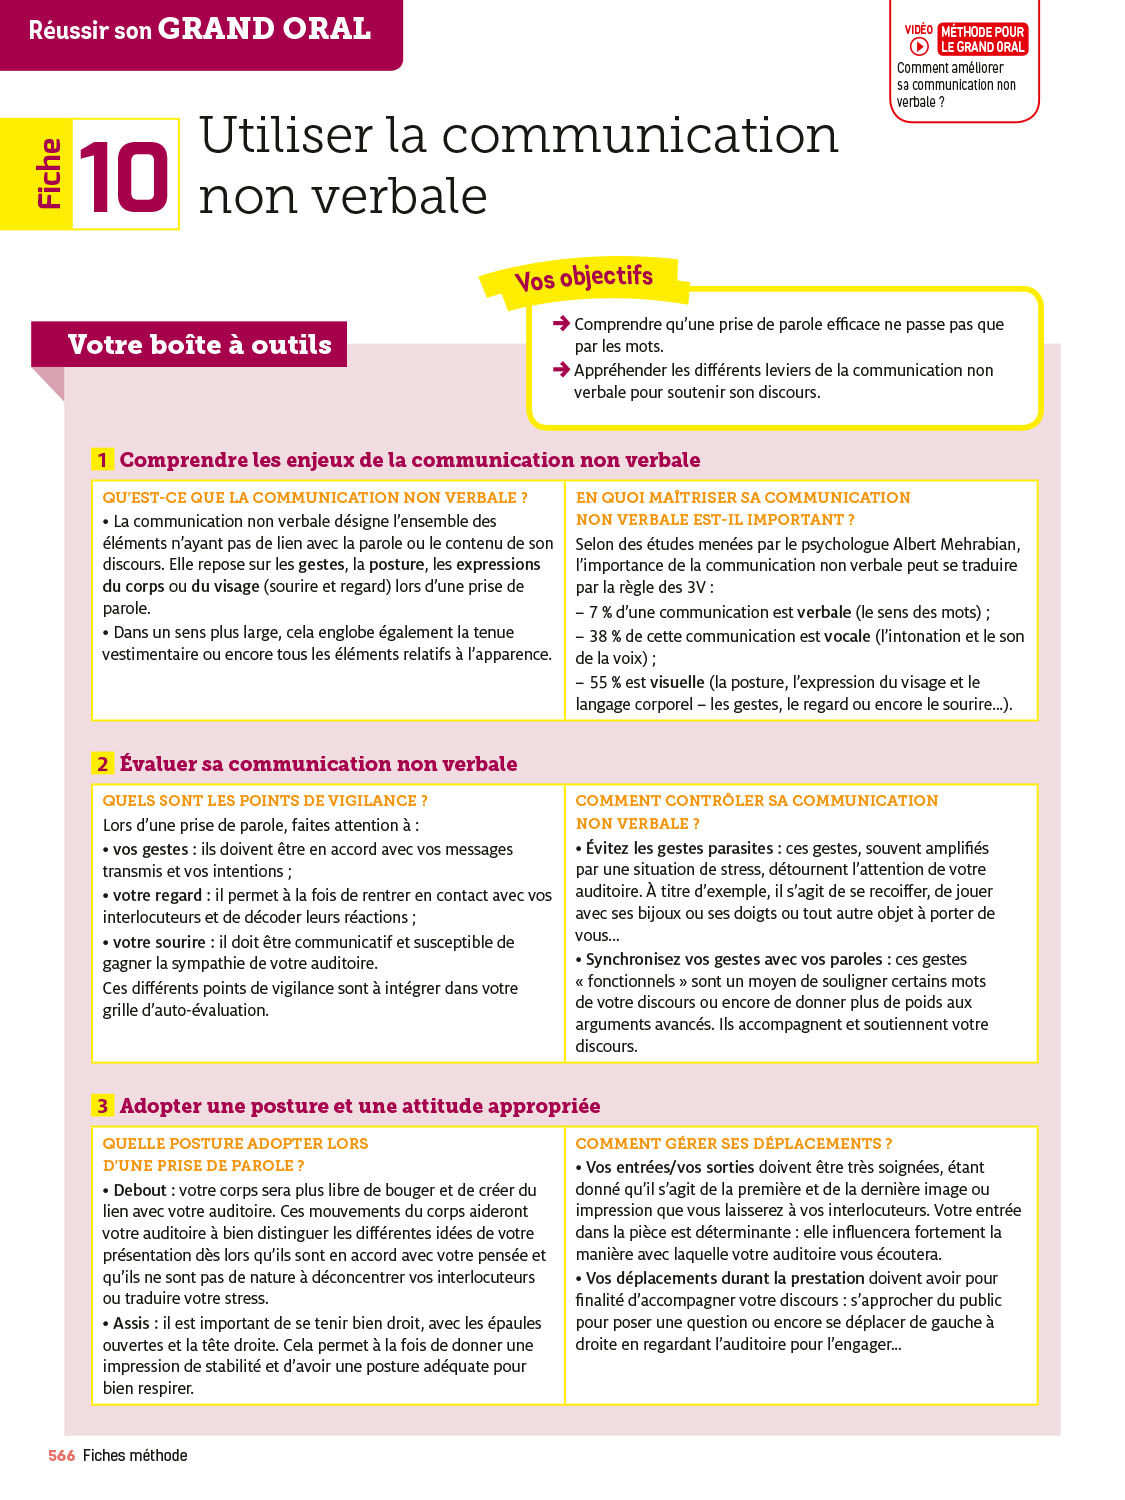 Réussir son GRAND ORAL
VIDÉO
MÉTHODE POUR
LE GRAND ORAL
Comment améliorer
sa communication non
verbale ?
Fiche
10
Utiliser la communication
non verbale
Vos objectifs
➔ Comprendre qu’une prise de parole efficace ne passe pas que
par les mots.
➔ Appréhender les différents leviers de la communication non
verbale pour soutenir son discours.
Votre boîte à outils
1 Comprendre les enjeux de la communication non verbale
QU’EST-CE QUE LA COMMUNICATION NON VERBALE ?
• La communication non verbale désigne l’ensemble des
éléments n’ayant pas de lien avec la parole ou le contenu de son
discours. Elle repose sur les gestes, la posture, les expressions
du corps ou du visage (sourire et regard) lors d’une prise de
parole.
• Dans un sens plus large, cela englobe également la tenue
vestimentaire ou encore tous les éléments relatifs à l’apparence.
EN QUOI MAÎTRISER SA COMMUNICATION
NON VERBALE EST-IL IMPORTANT ?
Selon des études menées par le psychologue Albert Mehrabian,
l’importance de la communication non verbale peut se traduire
par la règle des 3V :
– 7 % d’une communication est verbale (le sens des mots) ;
– 38 % de cette communication est vocale (l’intonation et le son
de la voix) ;
– 55 % est visuelle (la posture, l’expression du visage et le
langage corporel – les gestes, le regard ou encore le sourire...).
2 Évaluer sa communication non verbale
QUELS SONT LES POINTS DE VIGILANCE ?
Lors d’une prise de parole, faites attention à :
• vos gestes : ils doivent être en accord avec vos messages
transmis et vos intentions ;
• votre regard : il permet à la fois de rentrer en contact avec vos
interlocuteurs et de décoder leurs réactions ;
• votre sourire : il doit être communicatif et susceptible de
gagner la sympathie de votre auditoire.
Ces différents points de vigilance sont à intégrer dans votre
grille d’auto-évaluation.
COMMENT CONTRÔLER SA COMMUNICATION
NON VERBALE ?
• Évitez les gestes parasites : ces gestes, souvent amplifiés
par une situation de stress, détournent l’attention de votre
auditoire. À titre d’exemple, il s’agit de se recoiffer, de jouer
avec ses bijoux ou ses doigts ou tout autre objet à porter de
vous...
• Synchronisez vos gestes avec vos paroles : ces gestes
« fonctionnels » sont un moyen de souligner certains mots
de votre discours ou encore de donner plus de poids aux
arguments avancés. Ils accompagnent et soutiennent votre
discours.
3 Adopter une posture et une attitude appropriée
QUELLE POSTURE ADOPTER LORS
D’UNE PRISE DE PAROLE ?
• Debout : votre corps sera plus libre de bouger et de créer du
lien avec votre auditoire. Ces mouvements du corps aideront
votre auditoire à bien distinguer les différentes idées de votre
présentation dès lors qu’ils sont en accord avec votre pensée et
qu’ils ne sont pas de nature à déconcentrer vos interlocuteurs
ou traduire votre stress.
• Assis : il est important de se tenir bien droit, avec les épaules
ouvertes et la tête droite. Cela permet à la fois de donner une
impression de stabilité et d’avoir une posture adéquate pour
bien respirer.
COMMENT GÉRER SES DÉPLACEMENTS ?
• Vos entrées/vos sorties doivent être très soignées, étant
donné qu’il s’agit de la première et de la dernière image ou
impression que vous laisserez à vos interlocuteurs. Votre entrée
dans la pièce est déterminante : elle influencera fortement la
manière avec laquelle votre auditoire vous écoutera.
• Vos déplacements durant la prestation doivent avoir pour
finalité d’accompagner votre discours : s’approcher du public
pour poser une question ou encore se déplacer de gauche à
droite en regardant l’auditoire pour l’engager...
566 Fiches méthode